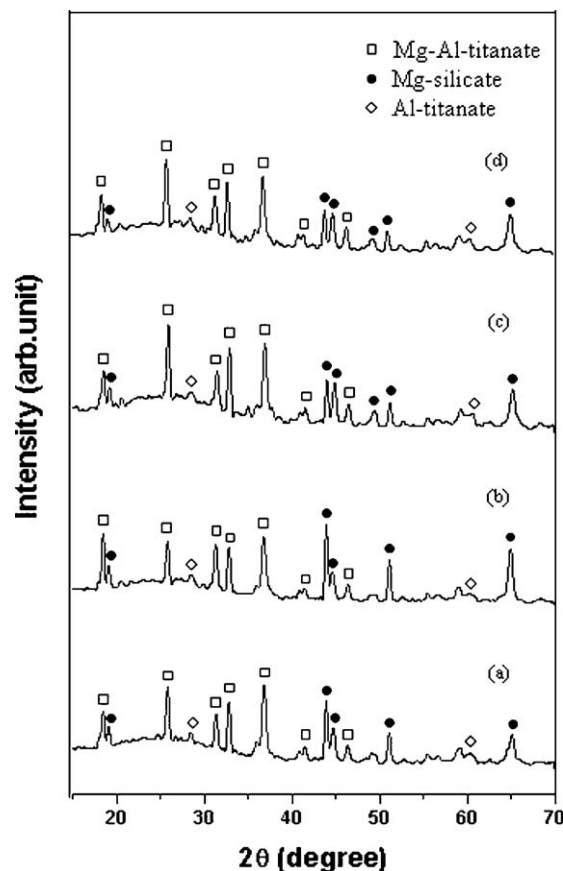 Mg-Al-titanate
Mg-silicate
Al-titanate
(d)
(c)
(b)
(a)
Intensity (arb.unit)
20 30 40 50 60 70
2θ (degree)